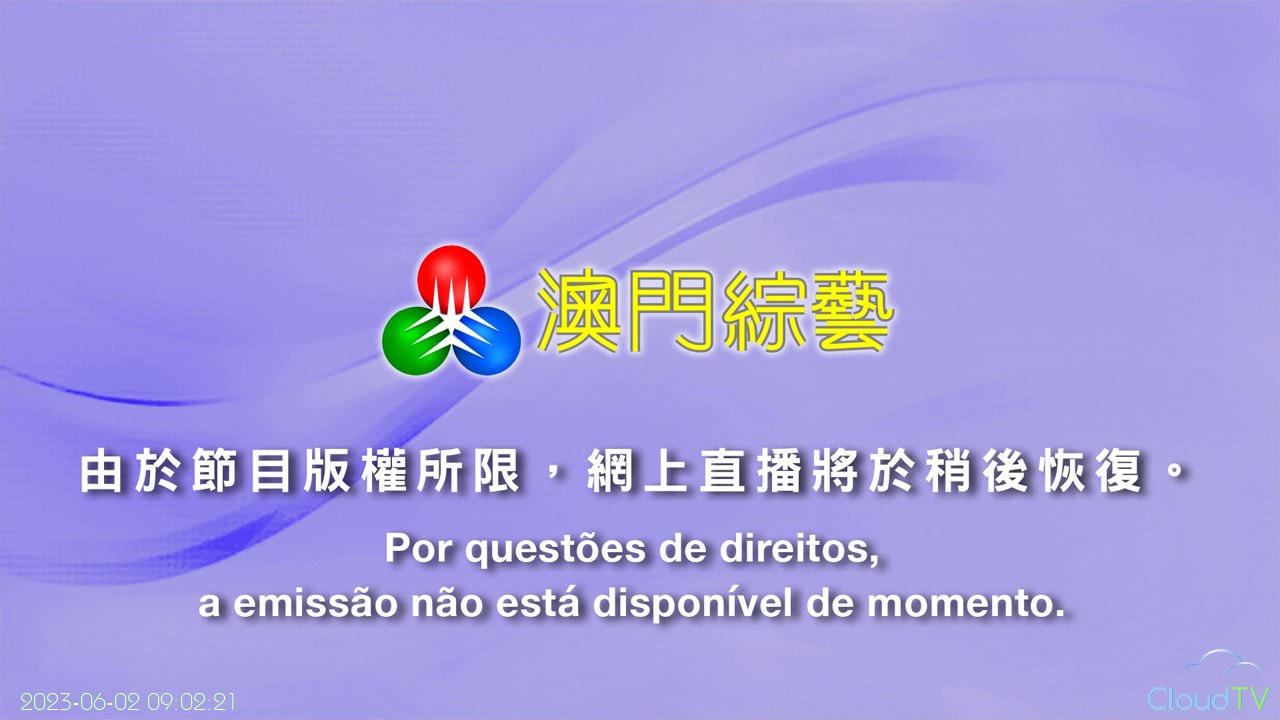 澳門綜藝
由於節目版權所限，網上直播將於稍後恢復。
Por questões de direitos,
a emissão não está disponível de momento.
2023-06-02 09:02:21
CloudTV